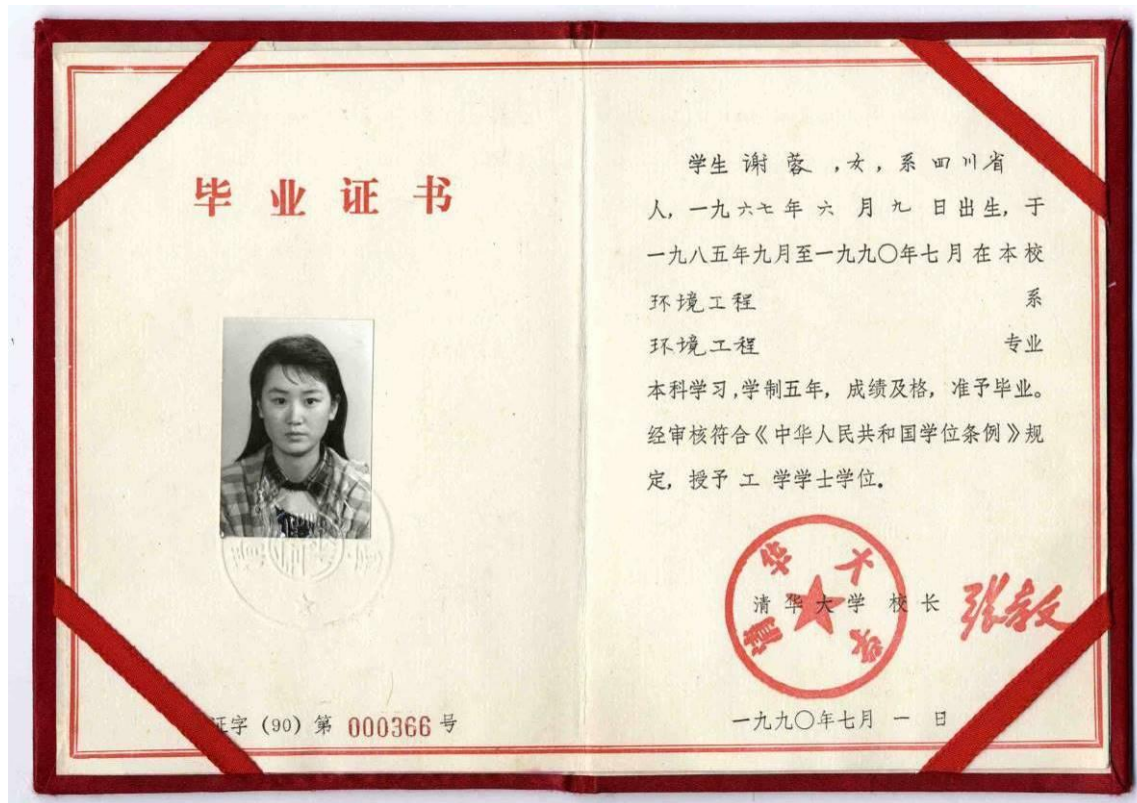 毕业证书
证字 (90) 第 000366 号
学生 谢蓉 ,女,系四川省
人,一九六七年 六 月 九 日出生,于
一九八五年九月至一九九〇年七月在本校
环境工程 系
环境工程 专业
本科学习,学制五年,成绩及格,准予毕业。
经审核符合《中华人民共和国学位条例》规
定,授予 工 学学士学位。
清华大学
清华大学 校长 张孝文
一九九〇年七月 一 日